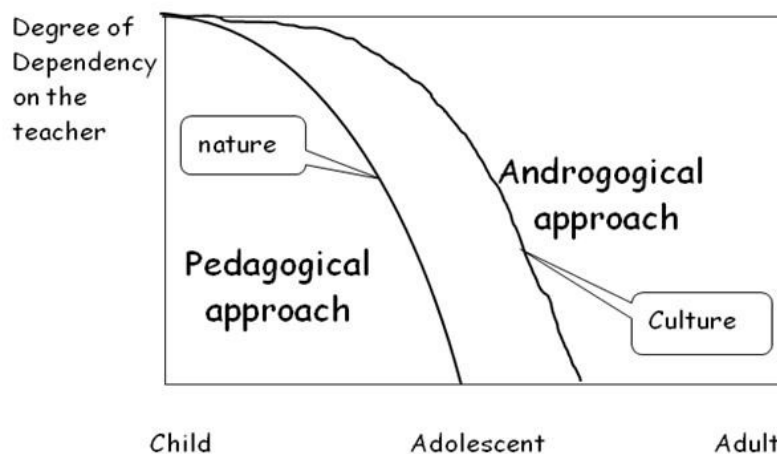 Degree of
Dependency
on the
teacher
nature
Androgogical
approach
Pedagogical
approach
Culture
Child Adolescent Adult